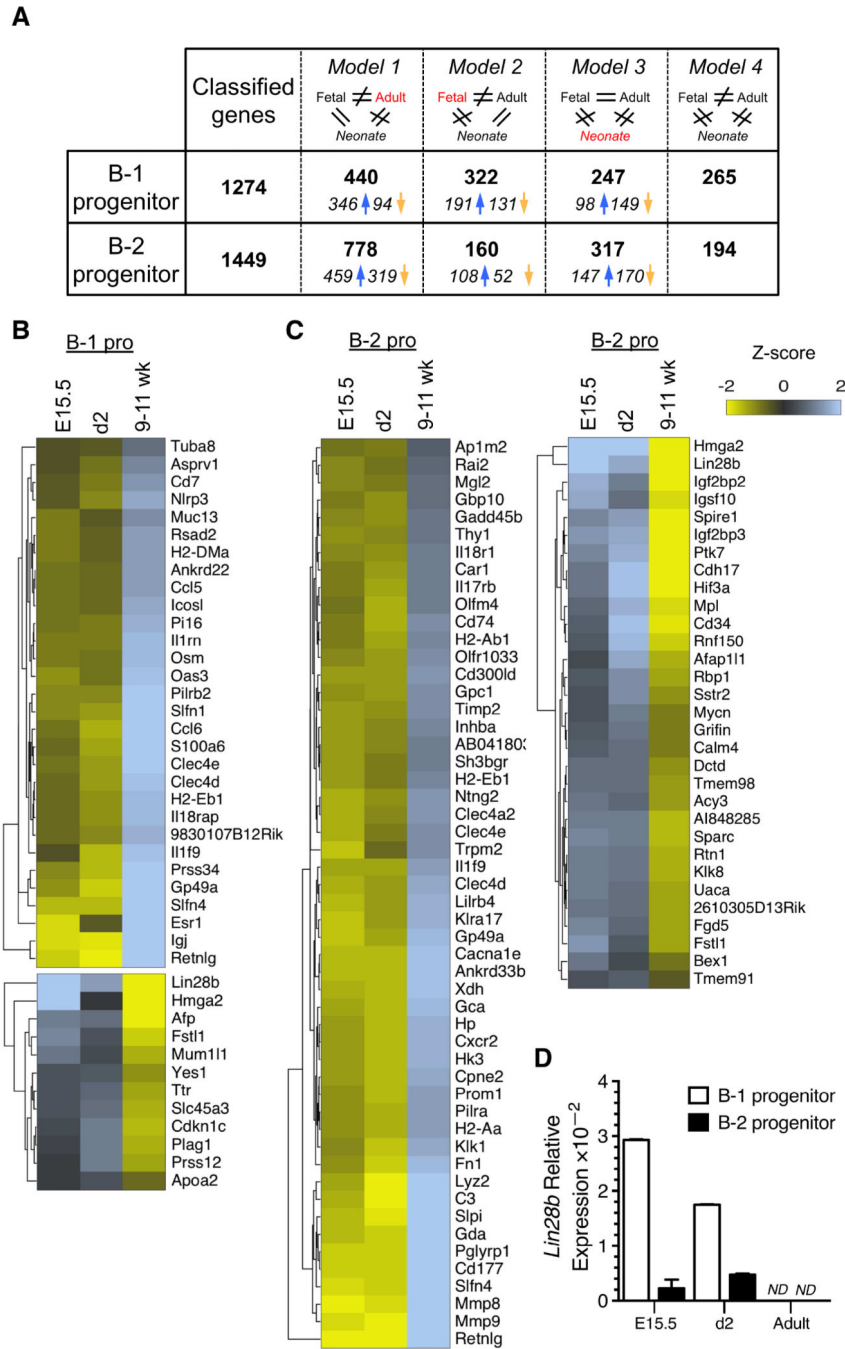 A
Classified genes
Model 1
Fetal ≠ Adult
Neonate
Model 2
Fetal ≠ Adult
Neonate
Model 3
Fetal = Adult
Neonate
Model 4
Fetal ≠ Adult
Neonate
B-1 progenitor
1274
440
346 94
322
191 131
247
98 149
265
B-2 progenitor
1449
778
459 319
160
108 52
317
147 170
194
B
B-1 pro
E15.5
d2
9-11 wk
Tuba8
Asprv1
Cd7
Nlrp3
Muc13
Rsad2
H2-DMa
Ankrd22
Ccl5
Icosl
Pi16
Il1rn
Osm
Oas3
Pilrb2
Slfn1
Ccl6
S100a6
Clec4e
Clec4d
H2-Eb1
Il18rap
9830107B12Rik
Il1f9
Prss34
Gp49a
Slfn4
Esr1
Igj
Retnlg
Lin28b
Hmga2
Afp
Fstl1
Mum1l1
Yes1
Ttr
Slc45a3
Cdkn1c
Plag1
Prss12
Apoa2
C
B-2 pro
E15.5
d2
9-11 wk
Ap1m2
Rai2
Mgl2
Gbp10
Gadd45b
Thy1
Il18r1
Car1
Il17rb
Olfm4
Cd74
H2-Ab1
Olfr1033
Cd300ld
Gpc1
Timp2
Inhba
AB04180
Sh3bgr
H2-Eb1
Ntng2
Clec4a2
Clec4e
Trpm2
Il1f9
Clec4d
Lilrb4
Klra17
Gp49a
Cacna1e
Ankrd33b
Xdh
Gca
Hp
Cxcr2
Hk3
Cpne2
Prom1
Pilra
H2-Aa
Klk1
Fn1
Lyz2
C3
Slpi
Gda
Pglyrp1
Cd177
Slfn4
Mmp8
Mmp9
Retnlg
B-2 pro
E15.5
d2
9-11 wk
Z-score
-2 0 2
Hmga2
Lin28b
Igf2bp2
Igsf10
Spire1
Igf2bp3
Ptk7
Cdh17
Hif3a
Mpl
Cd34
Rnf150
Afap1l1
Rbp1
Sstr2
Mycn
Grifin
Calm4
Dctd
Tmem98
Acy3
AI848285
Sparc
Rtn1
Klk8
Uaca
2610305D13Rik
Fgd5
Fstl1
Bex1
Tmem91
D
Lin28b Relative
Expression ×10−2
4
3
2
1
0
B-1 progenitor
B-2 progenitor
ND ND
E15.5 d2 Adult